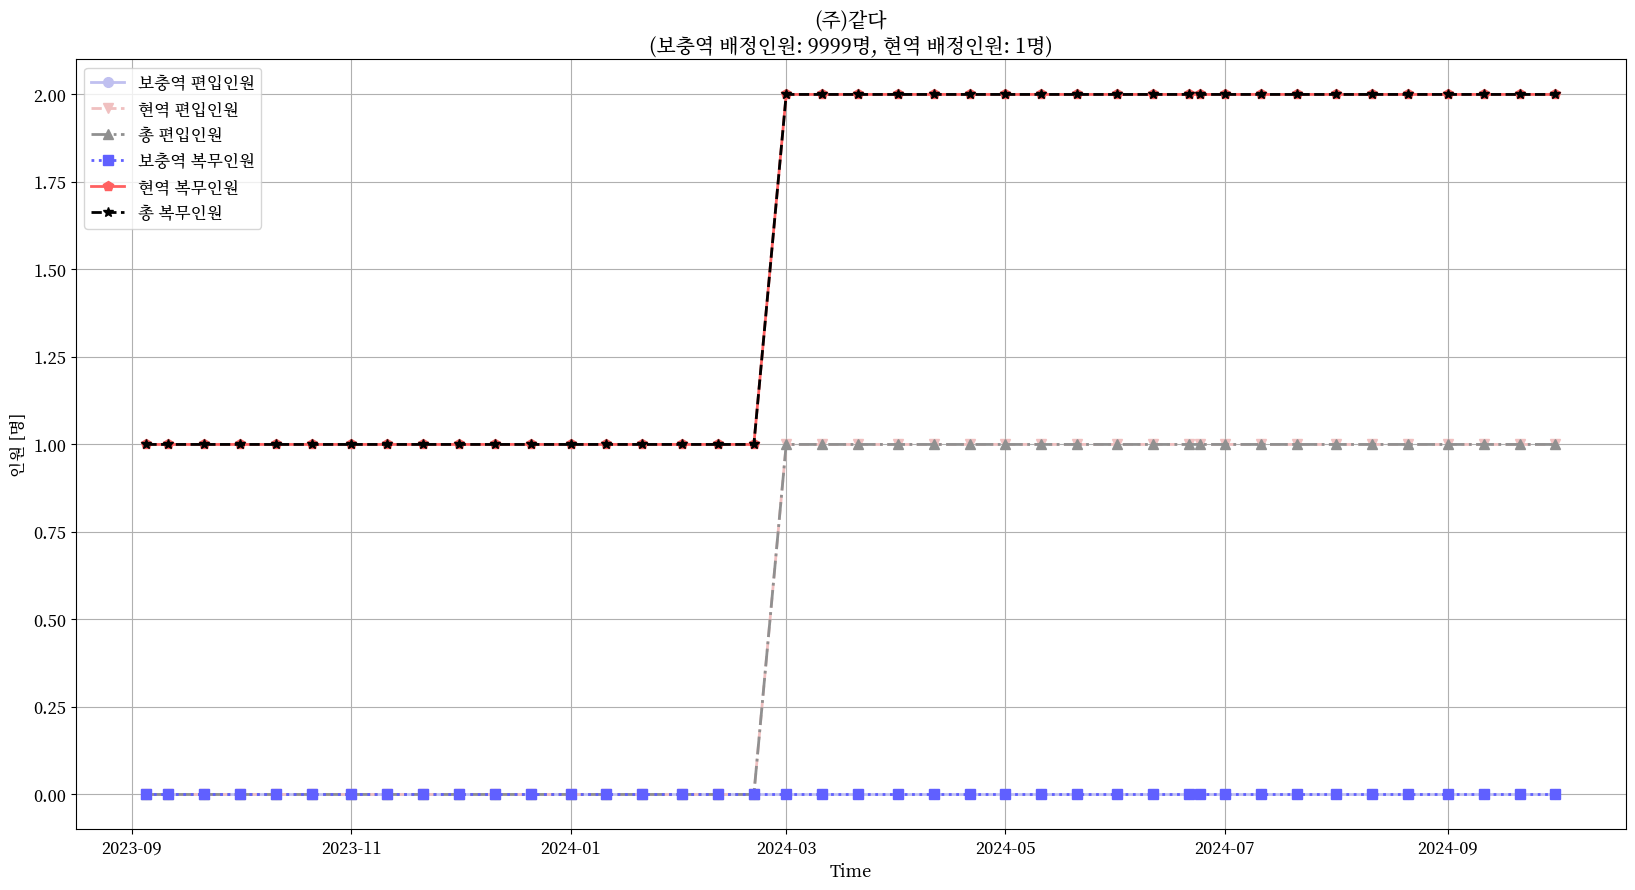 (주)같다
(보충역 배정인원: 9999명, 현역 배정인원: 1명)
보충역 편입인원
현역 편입인원
총 편입인원
보충역 복무인원
현역 복무인원
총 복무인원
2.00
1.75
1.50
1.25
1.00
0.75
0.50
0.25
0.00
인원 [명]
2023-09
2023-11
2024-01
2024-03
2024-05
2024-07
2024-09
Time